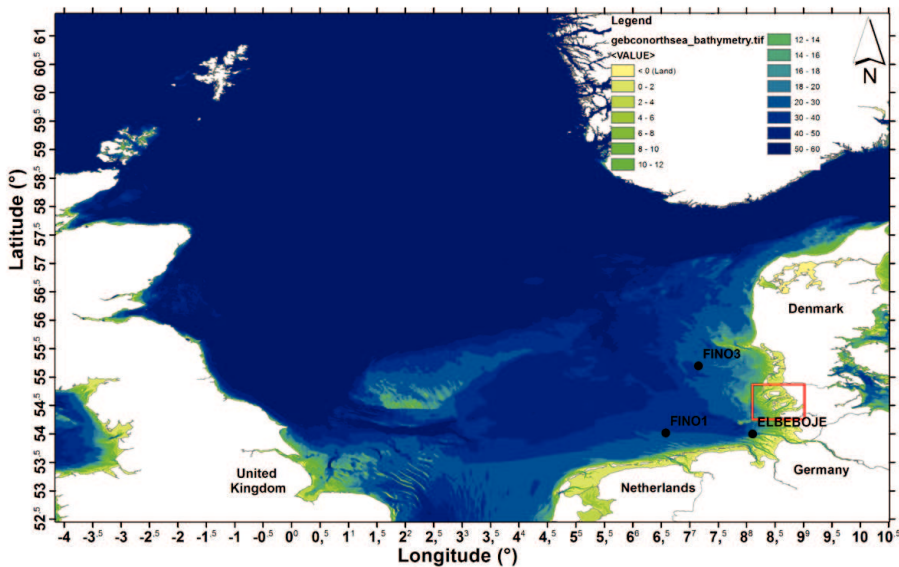 Legend
gebconorthsea_bathymetry.tif
<VALUE>
< 0 (Land)
0 - 2
2 - 4
4 - 6
6 - 8
8 - 10
10 - 12
12 - 14
14 - 16
16 - 18
18 - 20
20 - 30
30 - 40
40 - 50
50 - 60
N
Latitude (°)
61
60,5
60
59,5
59
58,5
58
57,5
57
56,5
56
55,5
55
54,5
54
53,5
53
52,5
Denmark
FINO3
FINO1
ELBEBOJE
United
Kingdom
Netherlands
Germany
-4 -3,5 -3 -2,5 -2 -1,5 -1 -0,5 0 0,5 1, 1,5 2, 2,5 3, 3,5 4, 4,5 5, 5,5 6, 6,5 7, 7,5 8, 8,5 9, 9,5 10, 10,5
Longitude (°)